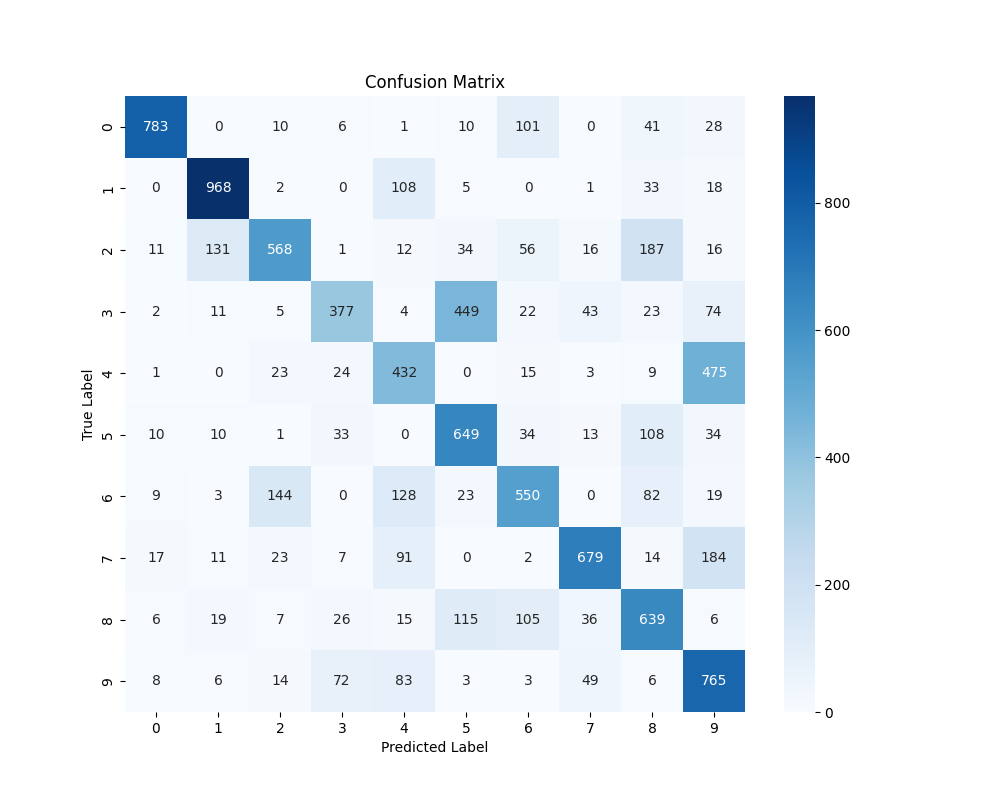 Confusion Matrix
0 783 0 10 6 1 10 101 0 41 28
1 0 968 2 0 108 5 0 1 33 18
2 11 131 568 1 12 34 56 16 187 16
3 2 11 5 377 4 449 22 43 23 74
4 1 0 23 24 432 0 15 3 9 475
5 10 10 1 33 0 649 34 13 108 34
6 9 3 144 0 128 23 550 0 82 19
7 17 11 23 7 91 0 2 679 14 184
8 6 19 7 26 15 115 105 36 639 6
9 8 6 14 72 83 3 3 49 6 765
0 1 2 3 4 5 6 7 8 9
Predicted Label
True Label
800
600
400
200
0